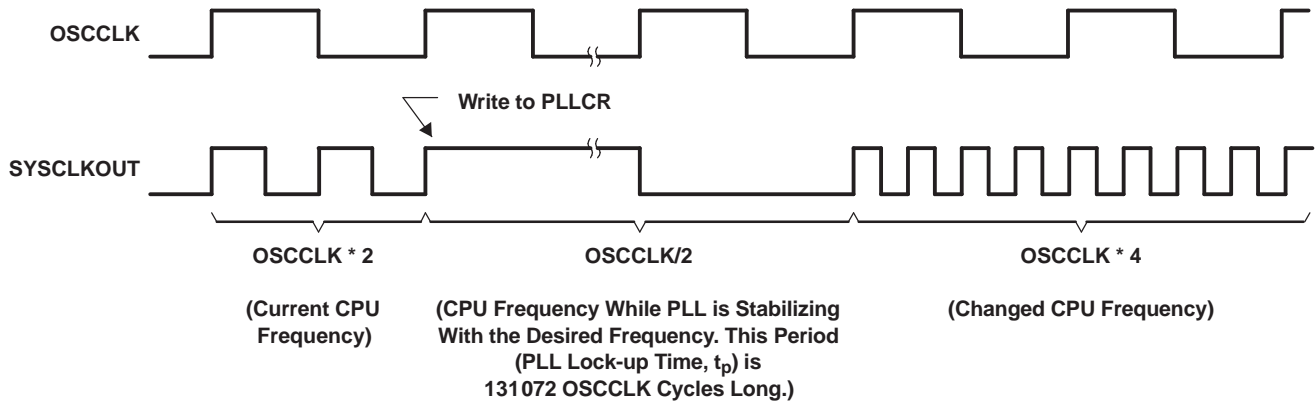 OSCCLK
Write to PLLCR
SYSCLKOUT
OSCCLK * 2
(Current CPU
Frequency)
OSCCLK/2
(CPU Frequency While PLL is Stabilizing
With the Desired Frequency. This Period
(PLL Lock-up Time, tp) is
131072 OSCCLK Cycles Long.)
OSCCLK * 4
(Changed CPU Frequency)